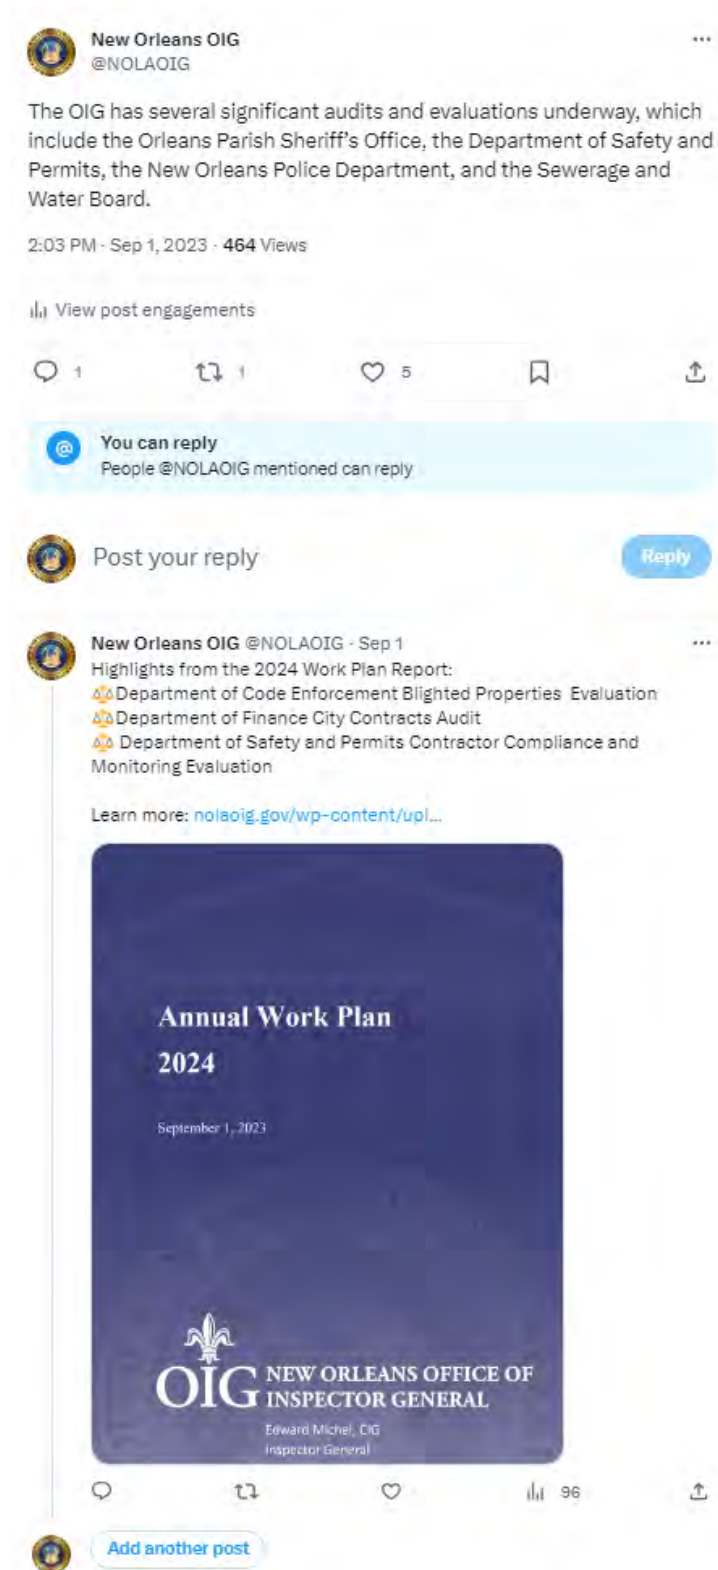 New Orleans OIG
@NOLAOIG
The OIG has several significant audits and evaluations underway, which
include the Orleans Parish Sheriff's Office, the Department of Safety and
Permits, the New Orleans Police Department, and the Sewerage and
Water Board.
2:03 PM · Sep 1, 2023 · 464 Views
View post engagements
1 1 5
You can reply
People @NOLAOIG mentioned can reply
Post your reply
Reply
New Orleans OIG @NOLAOIG · Sep 1
Highlights from the 2024 Work Plan Report:
⚖️Department of Code Enforcement Blighted Properties Evaluation
⚖️Department of Finance City Contracts Audit
⚖️ Department of Safety and Permits Contractor Compliance and
Monitoring Evaluation
Learn more: nolaoig.gov/wp-content/upl...
Annual Work Plan
2024
September 1, 2023
OIG NEW ORLEANS OFFICE OF
INSPECTOR GENERAL
Edward Michel, CIG
Inspector General
96
Add another post